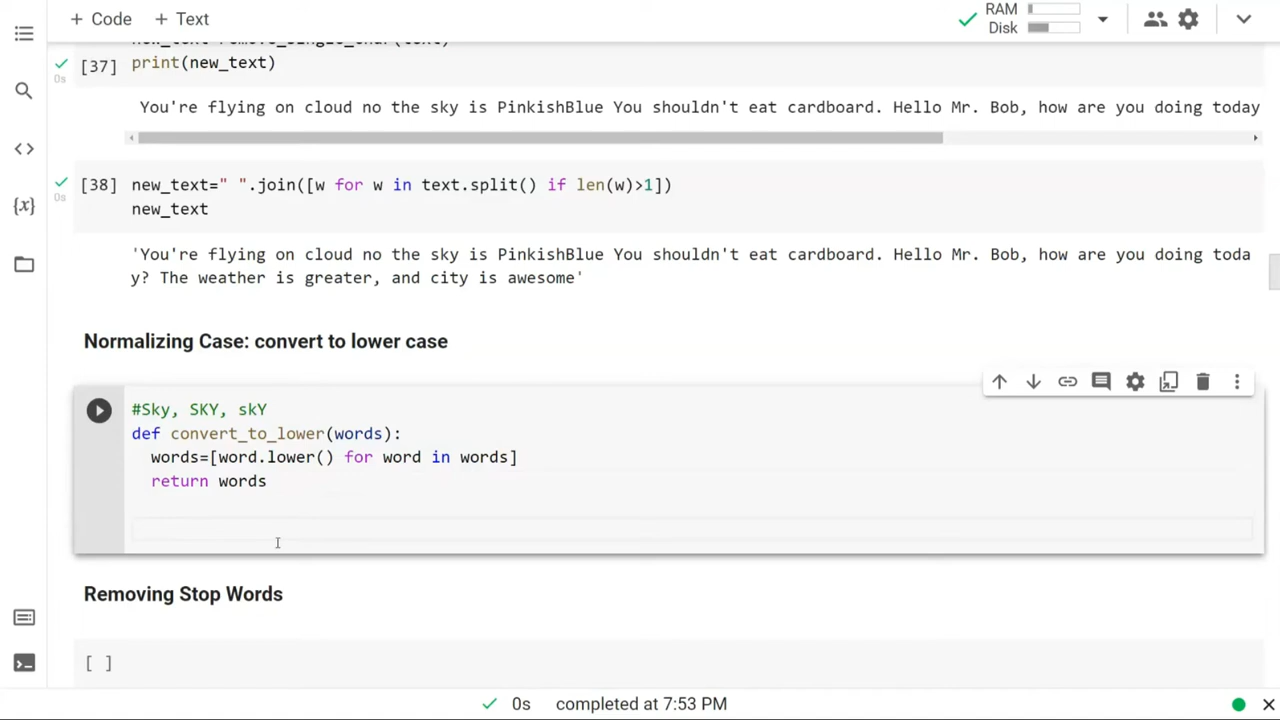 + Code + Text
RAM
Disk
[37] print(new_text)
You're flying on cloud no the sky is PinkishBlue You shouldn't eat cardboard. Hello Mr. Bob, how are you doing today
0s
[38] new_text=" ".join([w for w in text.split() if len(w)>1])
0s
new_text
'You're flying on cloud no the sky is PinkishBlue You shouldn't eat cardboard. Hello Mr. Bob, how are you doing toda
y? The weather is greater, and city is awesome'
Normalizing Case: convert to lower case
#Sky, SKY, skY
def convert_to_lower(words):
words=[word.lower() for word in words]
return words
Removing Stop Words
[ ]
0s completed at 7:53 PM